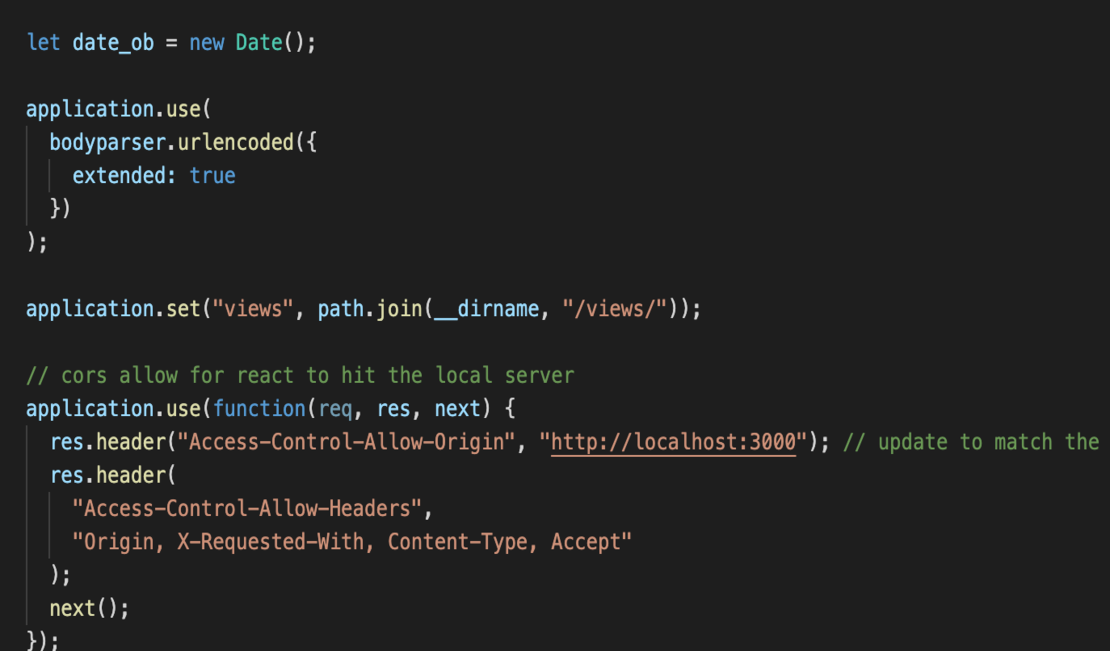 let date_ob = new Date();
application.use(
bodyparser.urlencoded({
extended: true
})
);
application.set("views", path.join(__dirname, "/views/"));
// cors allow for react to hit the local server
application.use(function(req, res, next) {
res.header("Access-Control-Allow-Origin", "http://localhost:3000"); // update to match the
res.header(
"Access-Control-Allow-Headers",
"Origin, X-Requested-With, Content-Type, Accept"
);
next();
});